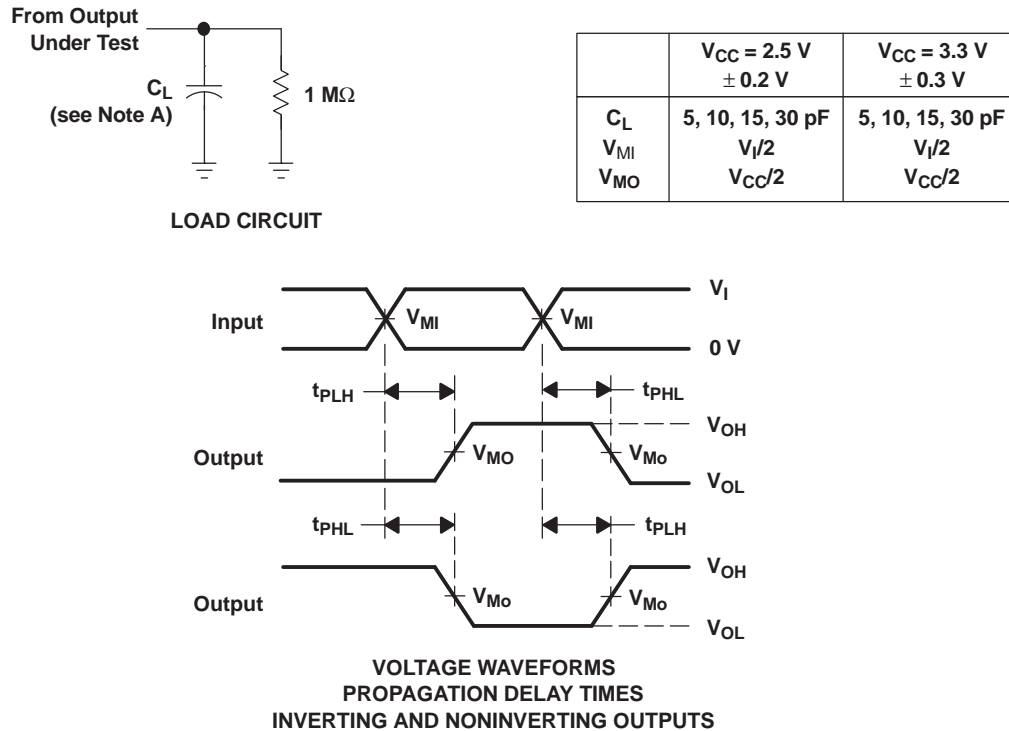 From Output
Under Test
CL
(see Note A)
1 MΩ
LOAD CIRCUIT
VCC = 2.5 V
± 0.2 V
VCC = 3.3 V
± 0.3 V
CL 5, 10, 15, 30 pF 5, 10, 15, 30 pF
VMI VI/2 VI/2
VMO VCC/2 VCC/2
Input
VMI
VMI
VI
0 V
tPLH
tPHL
Output
VMO
VMo
VOH
VOL
tPHL
tPLH
Output
VMo
VMo
VOH
VOL
VOLTAGE WAVEFORMS
PROPAGATION DELAY TIMES
INVERTING AND NONINVERTING OUTPUTS